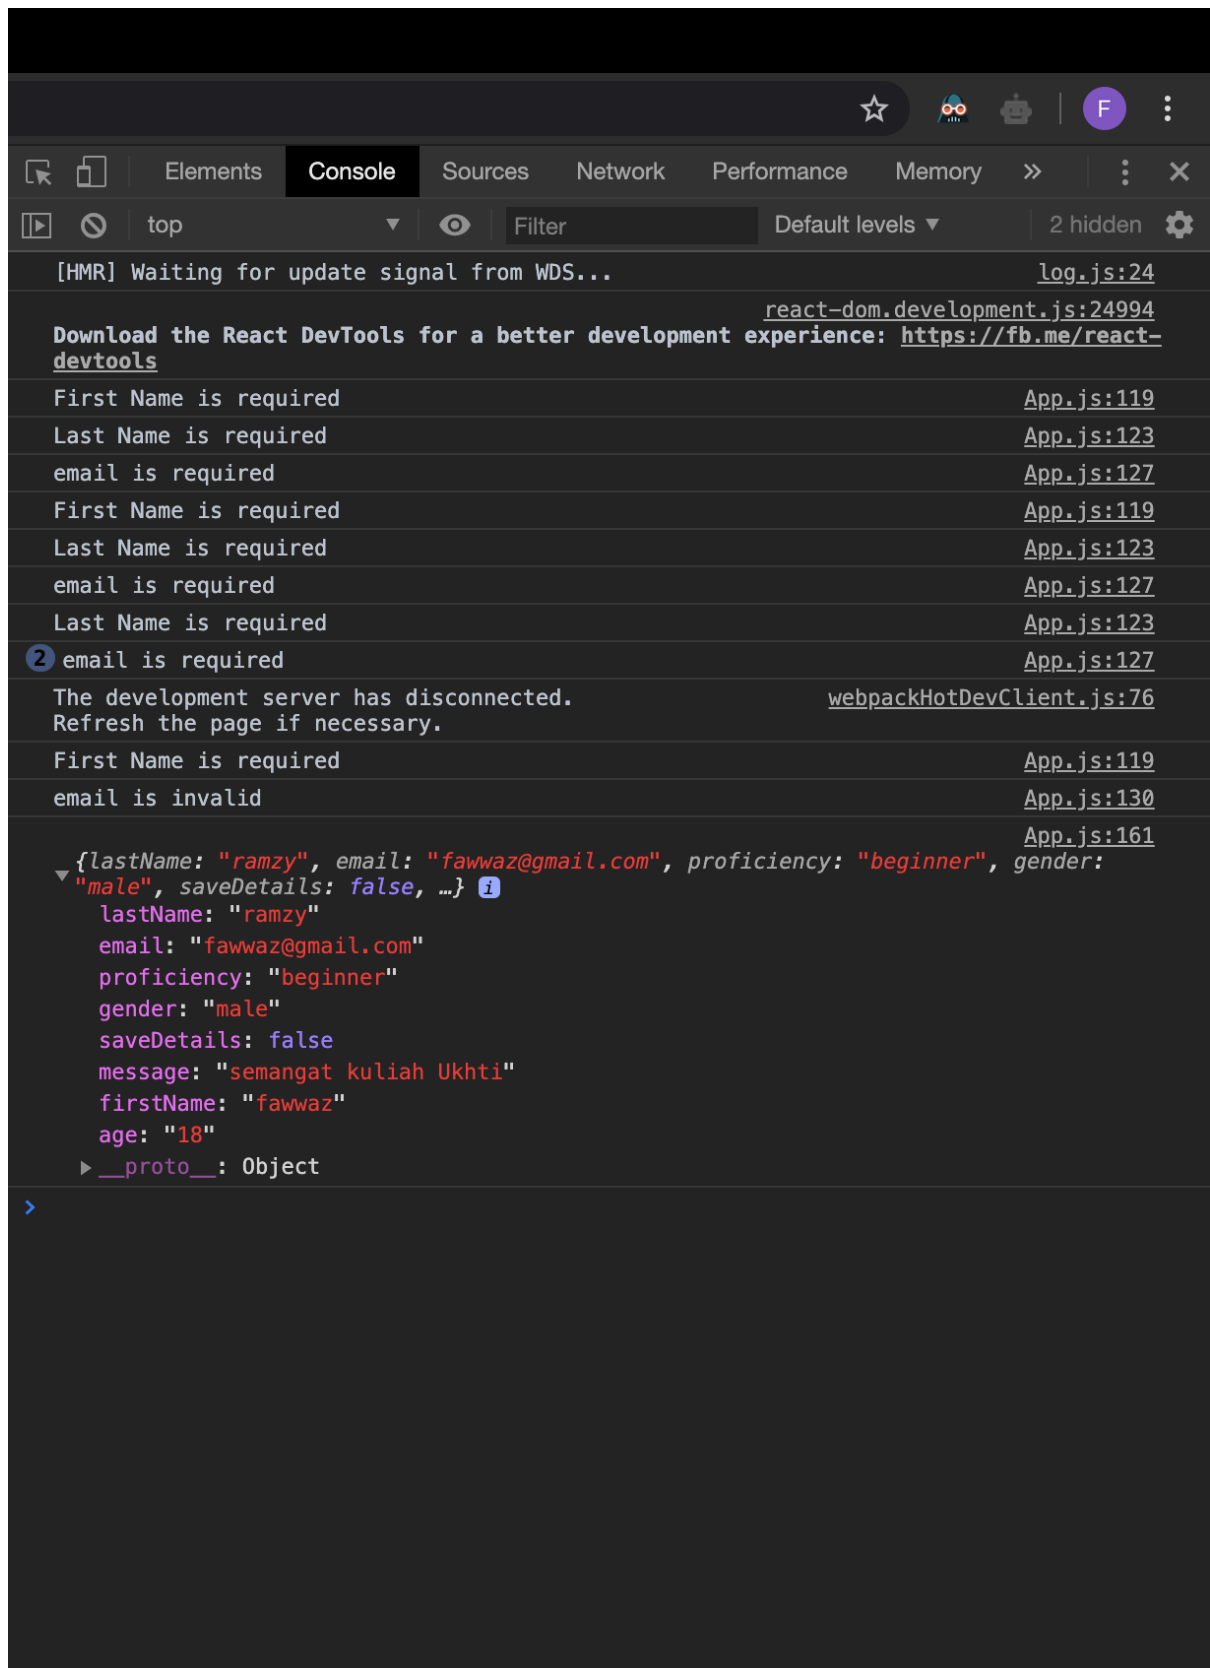 F
Elements Console Sources Network Performance Memory »
top Filter Default levels 2 hidden
[HMR] Waiting for update signal from WDS... log.js:24
react-dom.development.js:24994
Download the React DevTools for a better development experience: https://fb.me/react-
devtools
First Name is required App.js:119
Last Name is required App.js:123
email is required App.js:127
First Name is required App.js:119
Last Name is required App.js:123
email is required App.js:127
Last Name is required App.js:123
2 email is required App.js:127
The development server has disconnected. webpackHotDevClient.js:76
Refresh the page if necessary.
First Name is required App.js:119
email is invalid App.js:130
App.js:161
{lastName: "ramzy", email: "fawwaz@gmail.com", proficiency: "beginner", gender:
"male", saveDetails: false, …} i
lastName: "ramzy"
email: "fawwaz@gmail.com"
proficiency: "beginner"
gender: "male"
saveDetails: false
message: "semangat kuliah Ukhti"
firstName: "fawwaz"
age: "18"
__proto__: Object